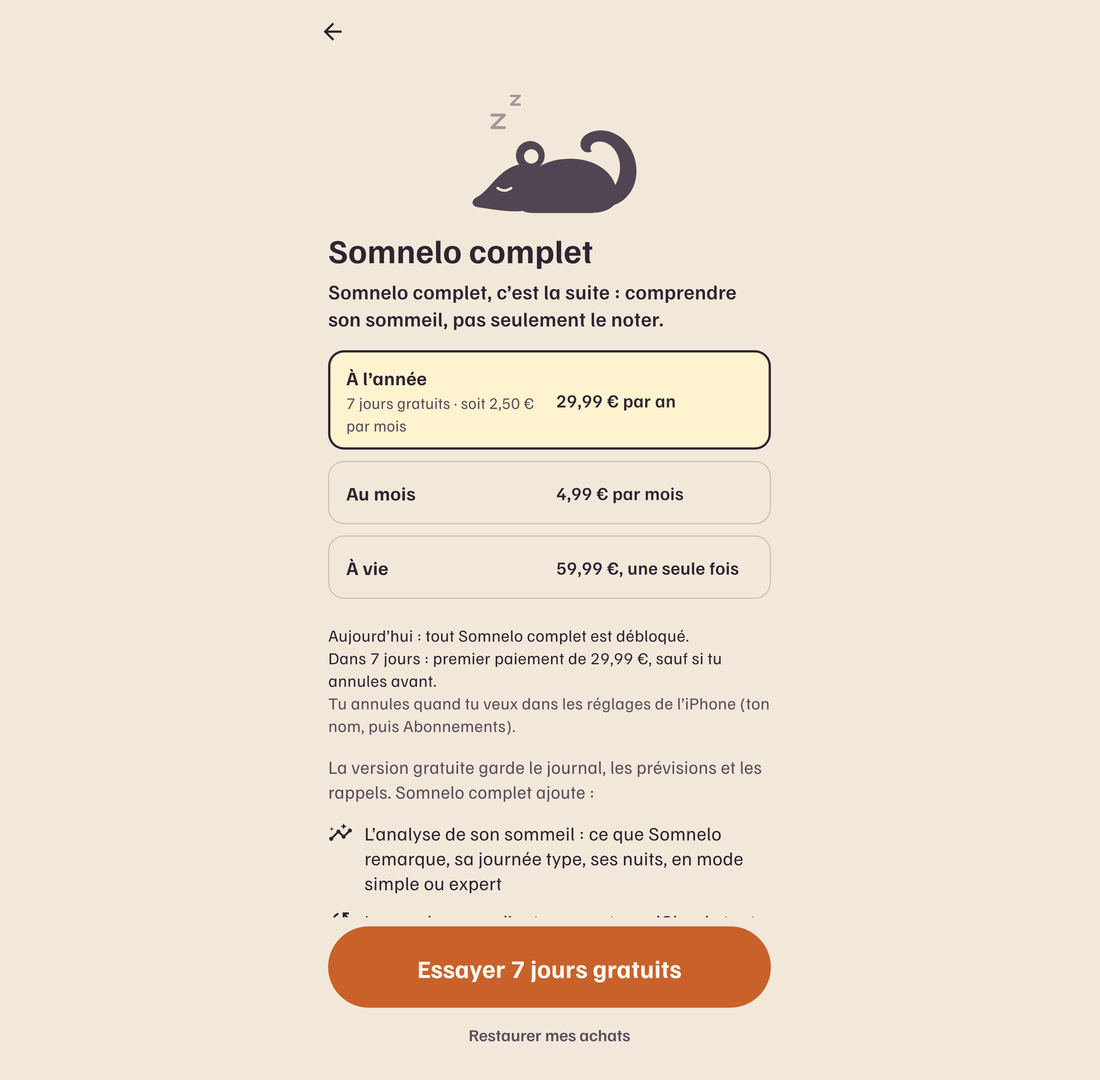 z
z
Somnelo complet
Somnelo complet, c’est la suite : comprendre
son sommeil, pas seulement le noter.
À l’année
7 jours gratuits · soit 2,50 €
par mois
29,99 € par an
Au mois
4,99 € par mois
À vie
59,99 €, une seule fois
Aujourd’hui : tout Somnelo complet est débloqué.
Dans 7 jours : premier paiement de 29,99 €, sauf si tu
annules avant.
Tu annules quand tu veux dans les réglages de l’iPhone (ton
nom, puis Abonnements).
La version gratuite garde le journal, les prévisions et les
rappels. Somnelo complet ajoute :
L’analyse de son sommeil : ce que Somnelo
remarque, sa journée type, ses nuits, en mode
simple ou expert
Essayer 7 jours gratuits
Restaurer mes achats